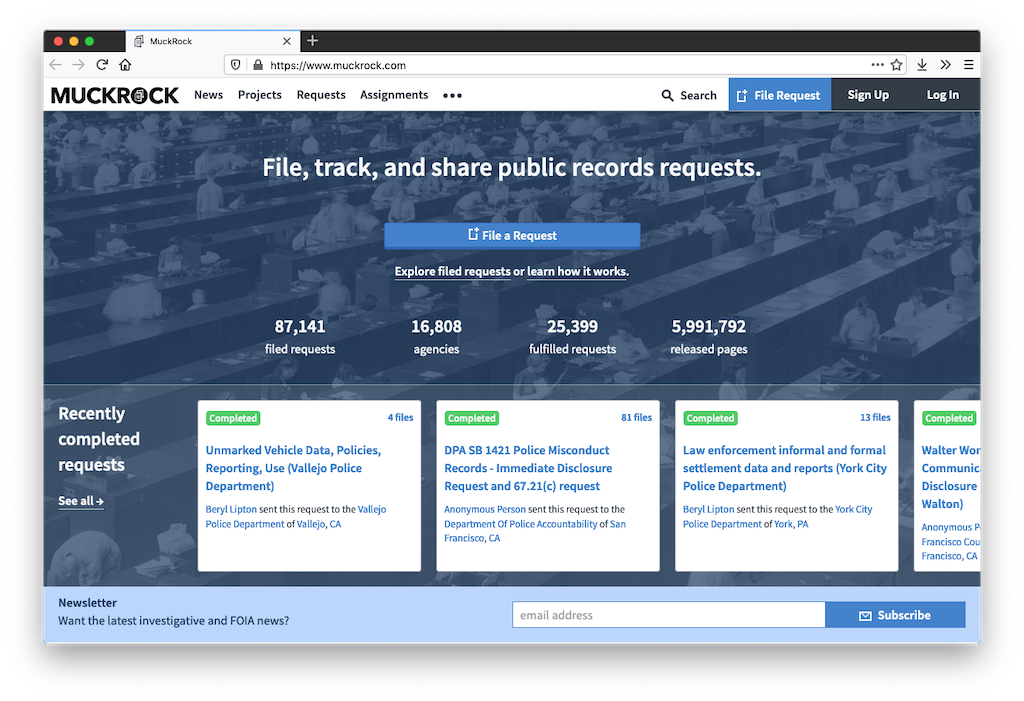 MuckRock
https://www.muckrock.com
MUCKROCK News Projects Requests Assignments ••• Search File Request Sign Up Log In
File, track, and share public records requests.
File a Request
Explore filed requests or learn how it works.
87,141 16,808 25,399 5,991,792
filed requests agencies fulfilled requests released pages
Recently
completed
requests
See all →
Completed 4 files
Unmarked Vehicle Data, Policies,
Reporting, Use (Vallejo Police
Department)
Beryl Lipton sent this request to the Vallejo
Police Department of Vallejo, CA
Completed 81 files
DPA SB 1421 Police Misconduct
Records - Immediate Disclosure
Request and 67.21(c) request
Anonymous Person sent this request to the
Department Of Police Accountability of San
Francisco, CA
Completed 13 files
Law enforcement informal and formal
settlement data and reports (York City
Police Department)
Beryl Lipton sent this request to the York City
Police Department of York, PA
Completed
Walter Wor
Communic
Disclosure
Walton)
Anonymous P
Francisco Cou
Francisco, CA
Newsletter
Want the latest investigative and FOIA news?
email address
Subscribe